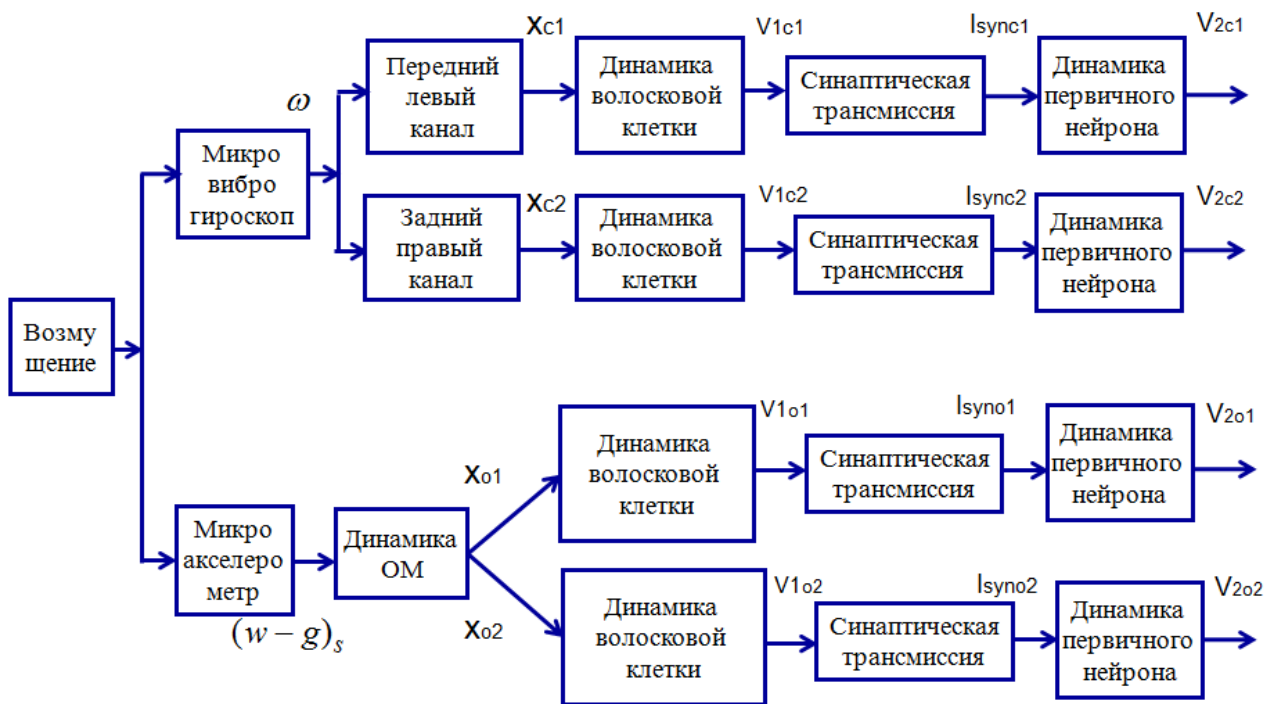 Xc1
V1c1
Isync1
V2c1
Передний
левый
канал
Динамика
волосковой
клетки
Синаптическая
трансмиссия
Динамика
первичного
нейрона
ω
Микро
вибро
гироскоп
Xc2
V1c2
Isync2
V2c2
Задний
правый
канал
Динамика
волосковой
клетки
Синаптическая
трансмиссия
Динамика
первичного
нейрона
Возму
щение
Xo1
V1o1
Isyno1
V2o1
Динамика
волосковой
клетки
Синаптическая
трансмиссия
Динамика
первичного
нейрона
Микро
акселеро
метр
(w – g)s
Динамика
ОМ
Xo2
V1o2
Isyno2
V2o2
Динамика
волосковой
клетки
Синаптическая
трансмиссия
Динамика
первичного
нейрона